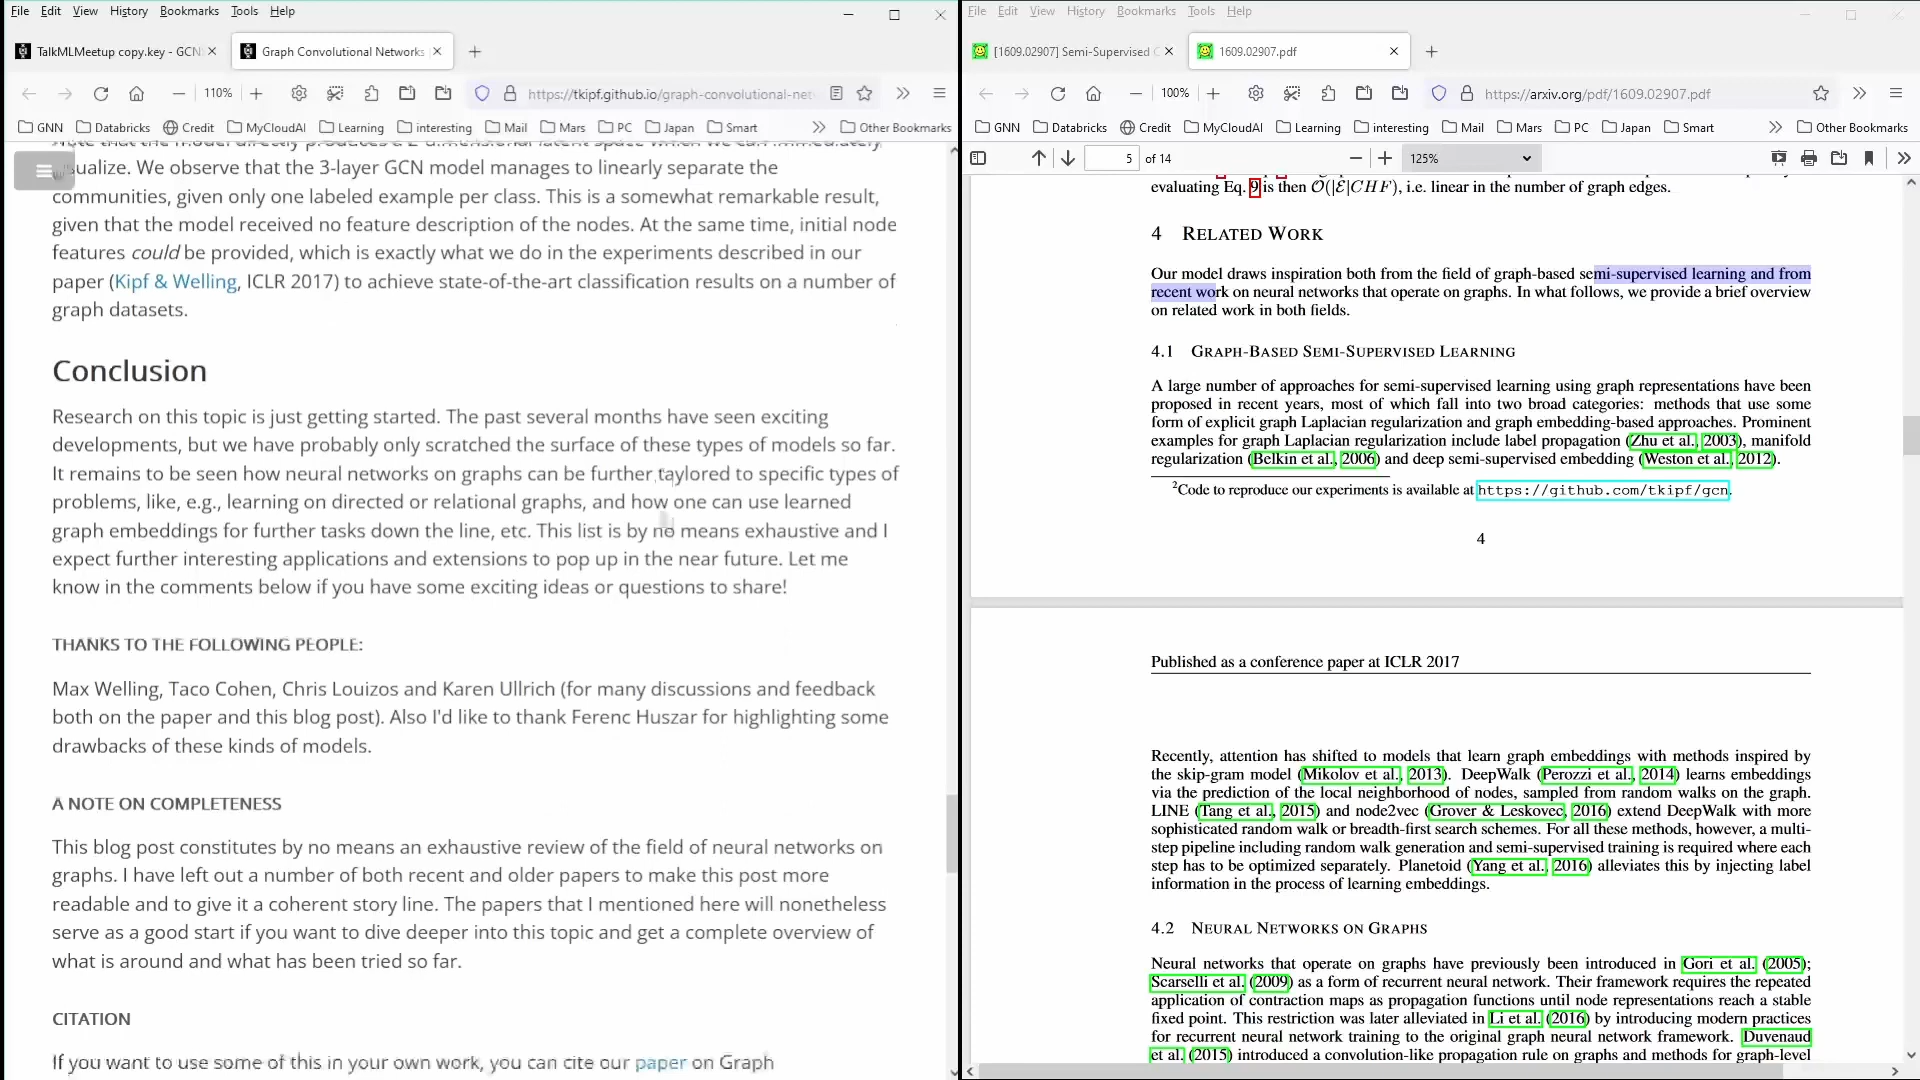 File Edit View History Bookmarks Tools Help
TalkMLMeetup copy.key - GCN
Graph Convolutional Networks
110%
https://tkipf.github.io/graph-convolutional-net
GNN Databricks Credit MyCloudAI Learning interesting Mail Mars PC Japan Smart Other Bookmarks
Note that the model directly produces a 2-dimensional latent space which we can immediately
visualize. We observe that the 3-layer GCN model manages to linearly separate the
communities, given only one labeled example per class. This is a somewhat remarkable result,
given that the model received no feature description of the nodes. At the same time, initial node
features could be provided, which is exactly what we do in the experiments described in our
paper (Kipf & Welling, ICLR 2017) to achieve state-of-the-art classification results on a number of
graph datasets.
Conclusion
Research on this topic is just getting started. The past several months have seen exciting
developments, but we have probably only scratched the surface of these types of models so far.
It remains to be seen how neural networks on graphs can be further taylored to specific types of
problems, like, e.g., learning on directed or relational graphs, and how one can use learned
graph embeddings for further tasks down the line, etc. This list is by no means exhaustive and I
expect further interesting applications and extensions to pop up in the near future. Let me
know in the comments below if you have some exciting ideas or questions to share!
THANKS TO THE FOLLOWING PEOPLE:
Max Welling, Taco Cohen, Chris Louizos and Karen Ullrich (for many discussions and feedback
both on the paper and this blog post). Also I'd like to thank Ferenc Huszar for highlighting some
drawbacks of these kinds of models.
A NOTE ON COMPLETENESS
This blog post constitutes by no means an exhaustive review of the field of neural networks on
graphs. I have left out a number of both recent and older papers to make this post more
readable and to give it a coherent story line. The papers that I mentioned here will nonetheless
serve as a good start if you want to dive deeper into this topic and get a complete overview of
what is around and what has been tried so far.
CITATION
If you want to use some of this in your own work, you can cite our paper on Graph
File Edit View History Bookmarks Tools Help
[1609.02907] Semi-Supervised C
1609.02907.pdf
100%
https://arxiv.org/pdf/1609.02907.pdf
GNN Databricks Credit MyCloudAI Learning interesting Mail Mars PC Japan Smart Other Bookmarks
5 of 14
125%
evaluating Eq. 9 is then O(|E|CHF), i.e. linear in the number of graph edges.
4 RELATED WORK
Our model draws inspiration both from the field of graph-based semi-supervised learning and from
recent work on neural networks that operate on graphs. In what follows, we provide a brief overview
on related work in both fields.
4.1 GRAPH-BASED SEMI-SUPERVISED LEARNING
A large number of approaches for semi-supervised learning using graph representations have been
proposed in recent years, most of which fall into two broad categories: methods that use some
form of explicit graph Laplacian regularization and graph embedding-based approaches. Prominent
examples for graph Laplacian regularization include label propagation (Zhu et al., 2003), manifold
regularization (Belkin et al., 2006) and deep semi-supervised embedding (Weston et al., 2012).
2Code to reproduce our experiments is available at https://github.com/tkipf/gcn.
4
Published as a conference paper at ICLR 2017
Recently, attention has shifted to models that learn graph embeddings with methods inspired by
the skip-gram model (Mikolov et al., 2013). DeepWalk (Perozzi et al., 2014) learns embeddings
via the prediction of the local neighborhood of nodes, sampled from random walks on the graph.
LINE (Tang et al., 2015) and node2vec (Grover & Leskovec, 2016) extend DeepWalk with more
sophisticated random walk or breadth-first search schemes. For all these methods, however, a multi-
step pipeline including random walk generation and semi-supervised training is required where each
step has to be optimized separately. Planetoid (Yang et al., 2016) alleviates this by injecting label
information in the process of learning embeddings.
4.2 NEURAL NETWORKS ON GRAPHS
Neural networks that operate on graphs have previously been introduced in Gori et al. (2005);
Scarselli et al. (2009) as a form of recurrent neural network. Their framework requires the repeated
application of contraction maps as propagation functions until node representations reach a stable
fixed point. This restriction was later alleviated in Li et al. (2016) by introducing modern practices
for recurrent neural network training to the original graph neural network framework. Duvenaud
et al. (2015) introduced a convolution-like propagation rule on graphs and methods for graph-level